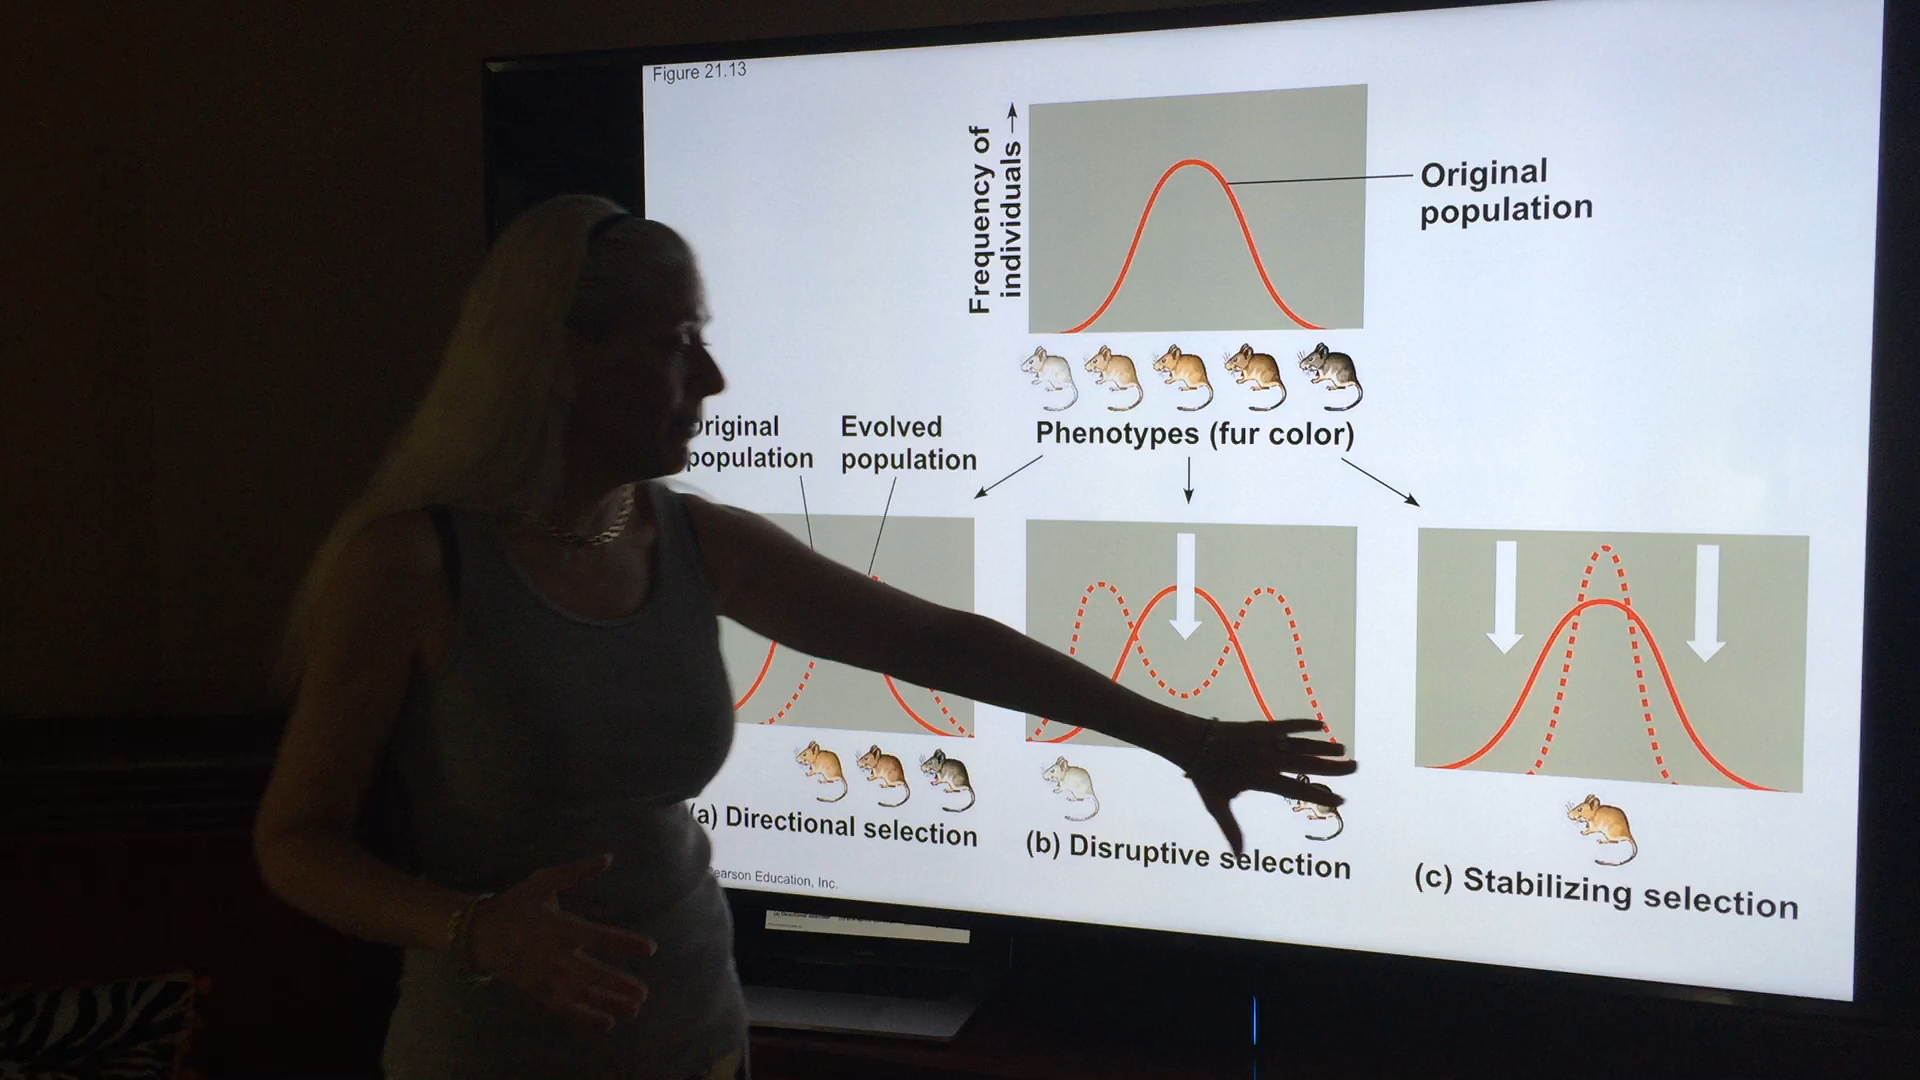 Figure 21.13
Frequency of
individuals →
Original
population
Phenotypes (fur color)
Original
population
Evolved
population
(a) Directional selection
(b) Disruptive selection
(c) Stabilizing selection
Pearson Education, Inc.